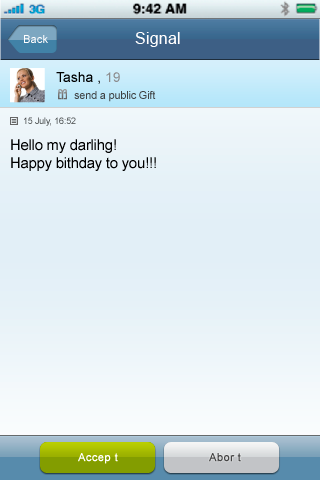 3G 9:42 AM
Back Signal
Tasha , 19
send a public Gift
15 July, 16:52
Hello my darlihg!
Happy bithday to you!!!
Accep t Abor t